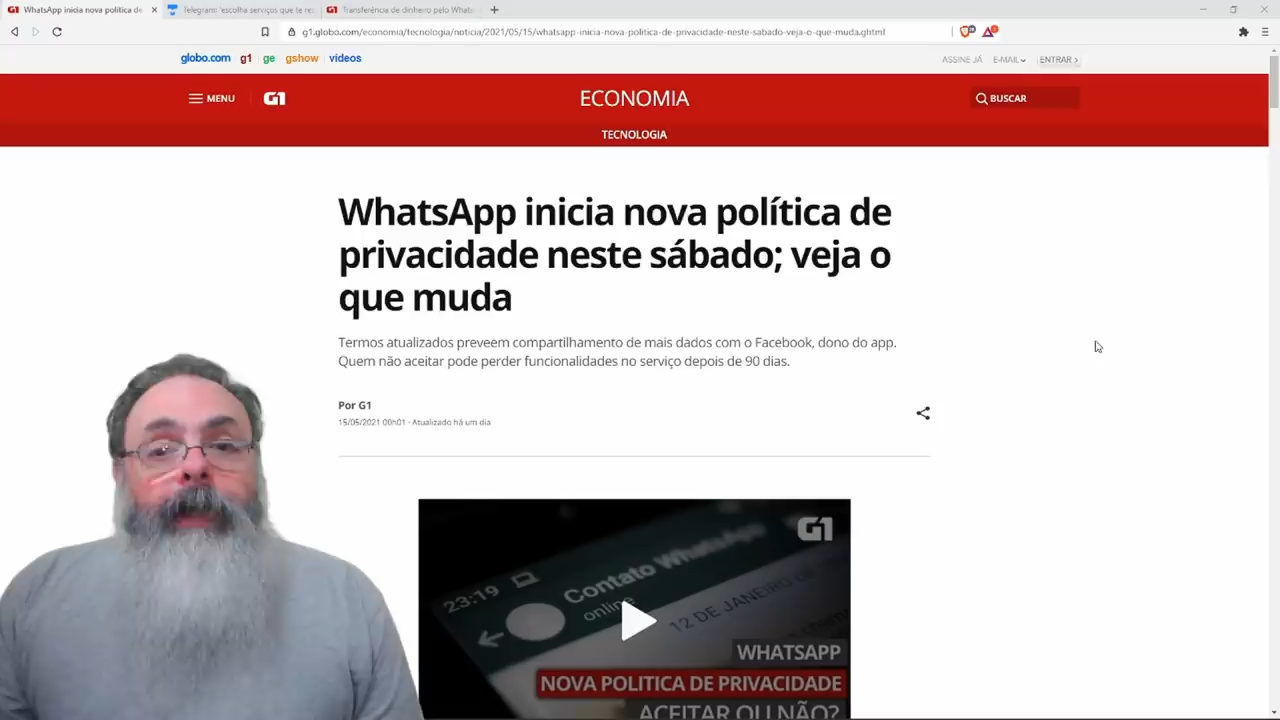 WhatsApp inicia nova política de
Telegram: 'escolha serviços que te re
Transferência de dinheiro pelo Whats
g1.globo.com/economia/tecnologia/noticia/2021/05/15/whatsapp-inicia-nova-politica-de-privacidade-neste-sabado-veja-o-que-muda.ghtml
globo.com g1 ge gshow vídeos
ASSINE JÁ E-MAIL ENTRAR
MENU G1 ECONOMIA BUSCAR
TECNOLOGIA
WhatsApp inicia nova política de
privacidade neste sábado; veja o
que muda
Termos atualizados preveem compartilhamento de mais dados com o Facebook, dono do app.
Quem não aceitar pode perder funcionalidades no serviço depois de 90 dias.
Por G1
15/05/2021 00h01 · Atualizado há um dia
G1
23:19
Contato WhatsApp
online
12 DE JANEIRO DE
WHATSAPP
NOVA POLITICA DE PRIVACIDADE
ACEITAR OU NÃO?